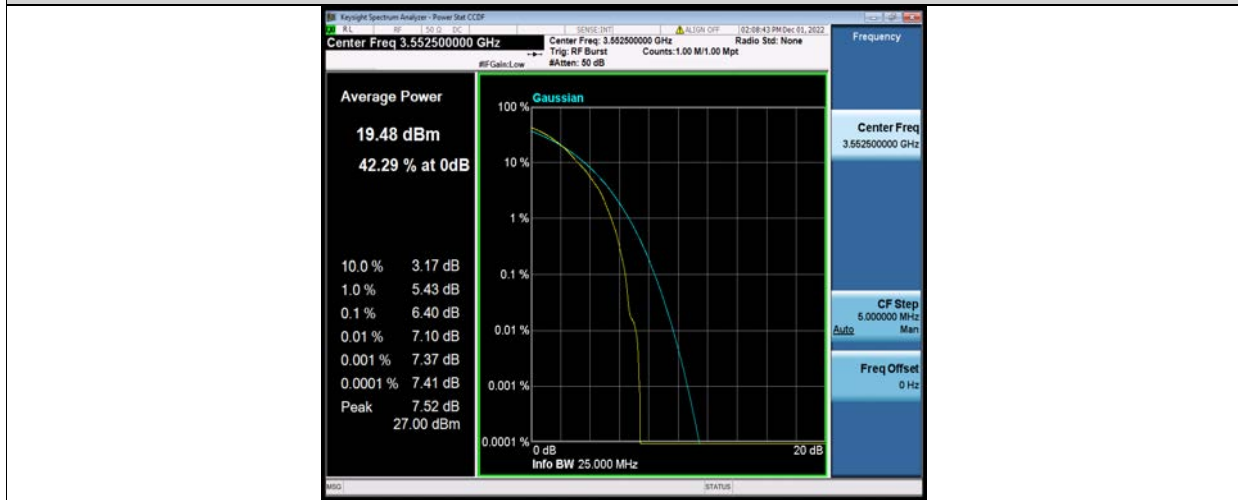 Keysight Spectrum Analyzer - Power Stat CCDF
RL RF 50 Ω DC SENSE:INT ALIGN OFF 02:08:43 PM Dec 01, 2022
Center Freq 3.552500000 GHz
Center Freq: 3.552500000 GHz Radio Std: None
Trig: RF Burst Counts:1.00 M/1.00 Mpt
#IFGain:Low #Atten: 50 dB
Frequency
Average Power
19.48 dBm
42.29 % at 0dB
10.0 % 3.17 dB
1.0 % 5.43 dB
0.1 % 6.40 dB
0.01 % 7.10 dB
0.001 % 7.37 dB
0.0001 % 7.41 dB
Peak 7.52 dB
27.00 dBm
Gaussian
100 %
10 %
1 %
0.1 %
0.01 %
0.001 %
0.0001 %
0 dB 20 dB
Info BW 25.000 MHz
Center Freq
3.552500000 GHz
CF Step
5.000000 MHz
Auto Man
Freq Offset
0 Hz
MSG STATUS